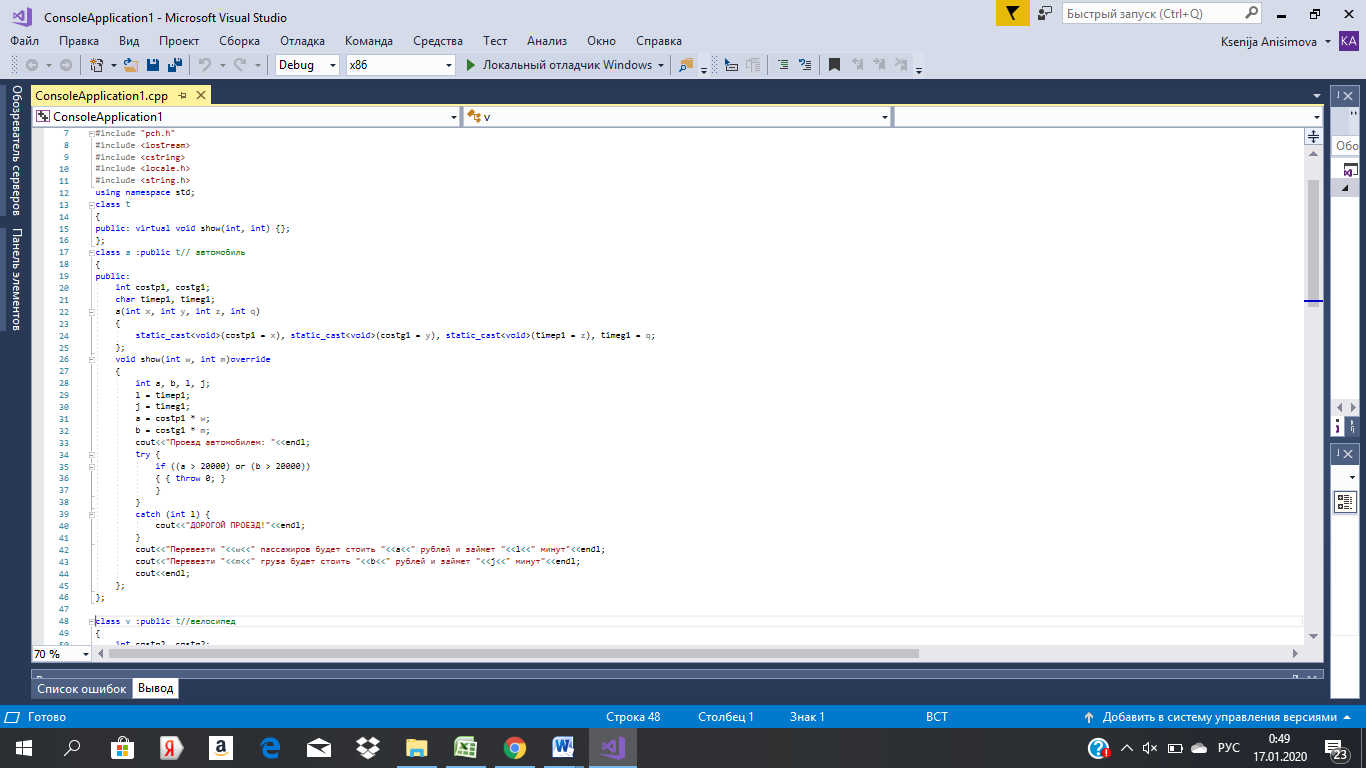 ConsoleApplication1 - Microsoft Visual Studio
Быстрый запуск (Ctrl+Q)
Файл Правка Вид Проект Сборка Отладка Команда Средства Тест Анализ Окно Справка
Ksenija Anisimova KA
Debug x86 Локальный отладчик Windows
Обозреватель серверов
Панель элементов
ConsoleApplication1.cpp
ConsoleApplication1 v
Обо
7 #include "pch.h"
8 #include <iostream>
9 #include <cstring>
10 #include <locale.h>
11 #include <string.h>
12 using namespace std;
13 class t
14 {
15 public: virtual void show(int, int) {};
16 };
17 class a :public t// автомобиль
18 {
19 public:
20 int costp1, costg1;
21 char timep1, timeg1;
22 a(int x, int y, int z, int q)
23 {
24 static_cast<void>(costp1 = x), static_cast<void>(costg1 = y), static_cast<void>(timep1 = z), timeg1 = q;
25 };
26 void show(int w, int m)override
27 {
28 int a, b, l, j;
29 l = timep1;
30 j = timeg1;
31 a = costp1 * w;
32 b = costg1 * m;
33 cout<<"Проезд автомобилем: "<<endl;
34 try {
35 if ((a > 20000) or (b > 20000))
36 { { throw 0; }
37 }
38 }
39 catch (int l) {
40 cout<<"ДОРОГОЙ ПРОЕЗД!"<<endl;
41 }
42 cout<<"Перевезти "<<w<<" пассажиров будет стоить "<<a<<" рублей и займет "<<l<<" минут"<<endl;
43 cout<<"Перевезти "<<m<<" груза будет стоить "<<b<<" рублей и займет "<<j<<" минут"<<endl;
44 cout<<endl;
45 };
46 };
47
48 class v :public t//велосипед
49 {
50 int costp2, costg2;
70 %
Список ошибок Вывод
Готово Строка 48 Столбец 1 Знак 1 ВСТ Добавить в систему управления версиями
РУС
0:49
17.01.2020
23